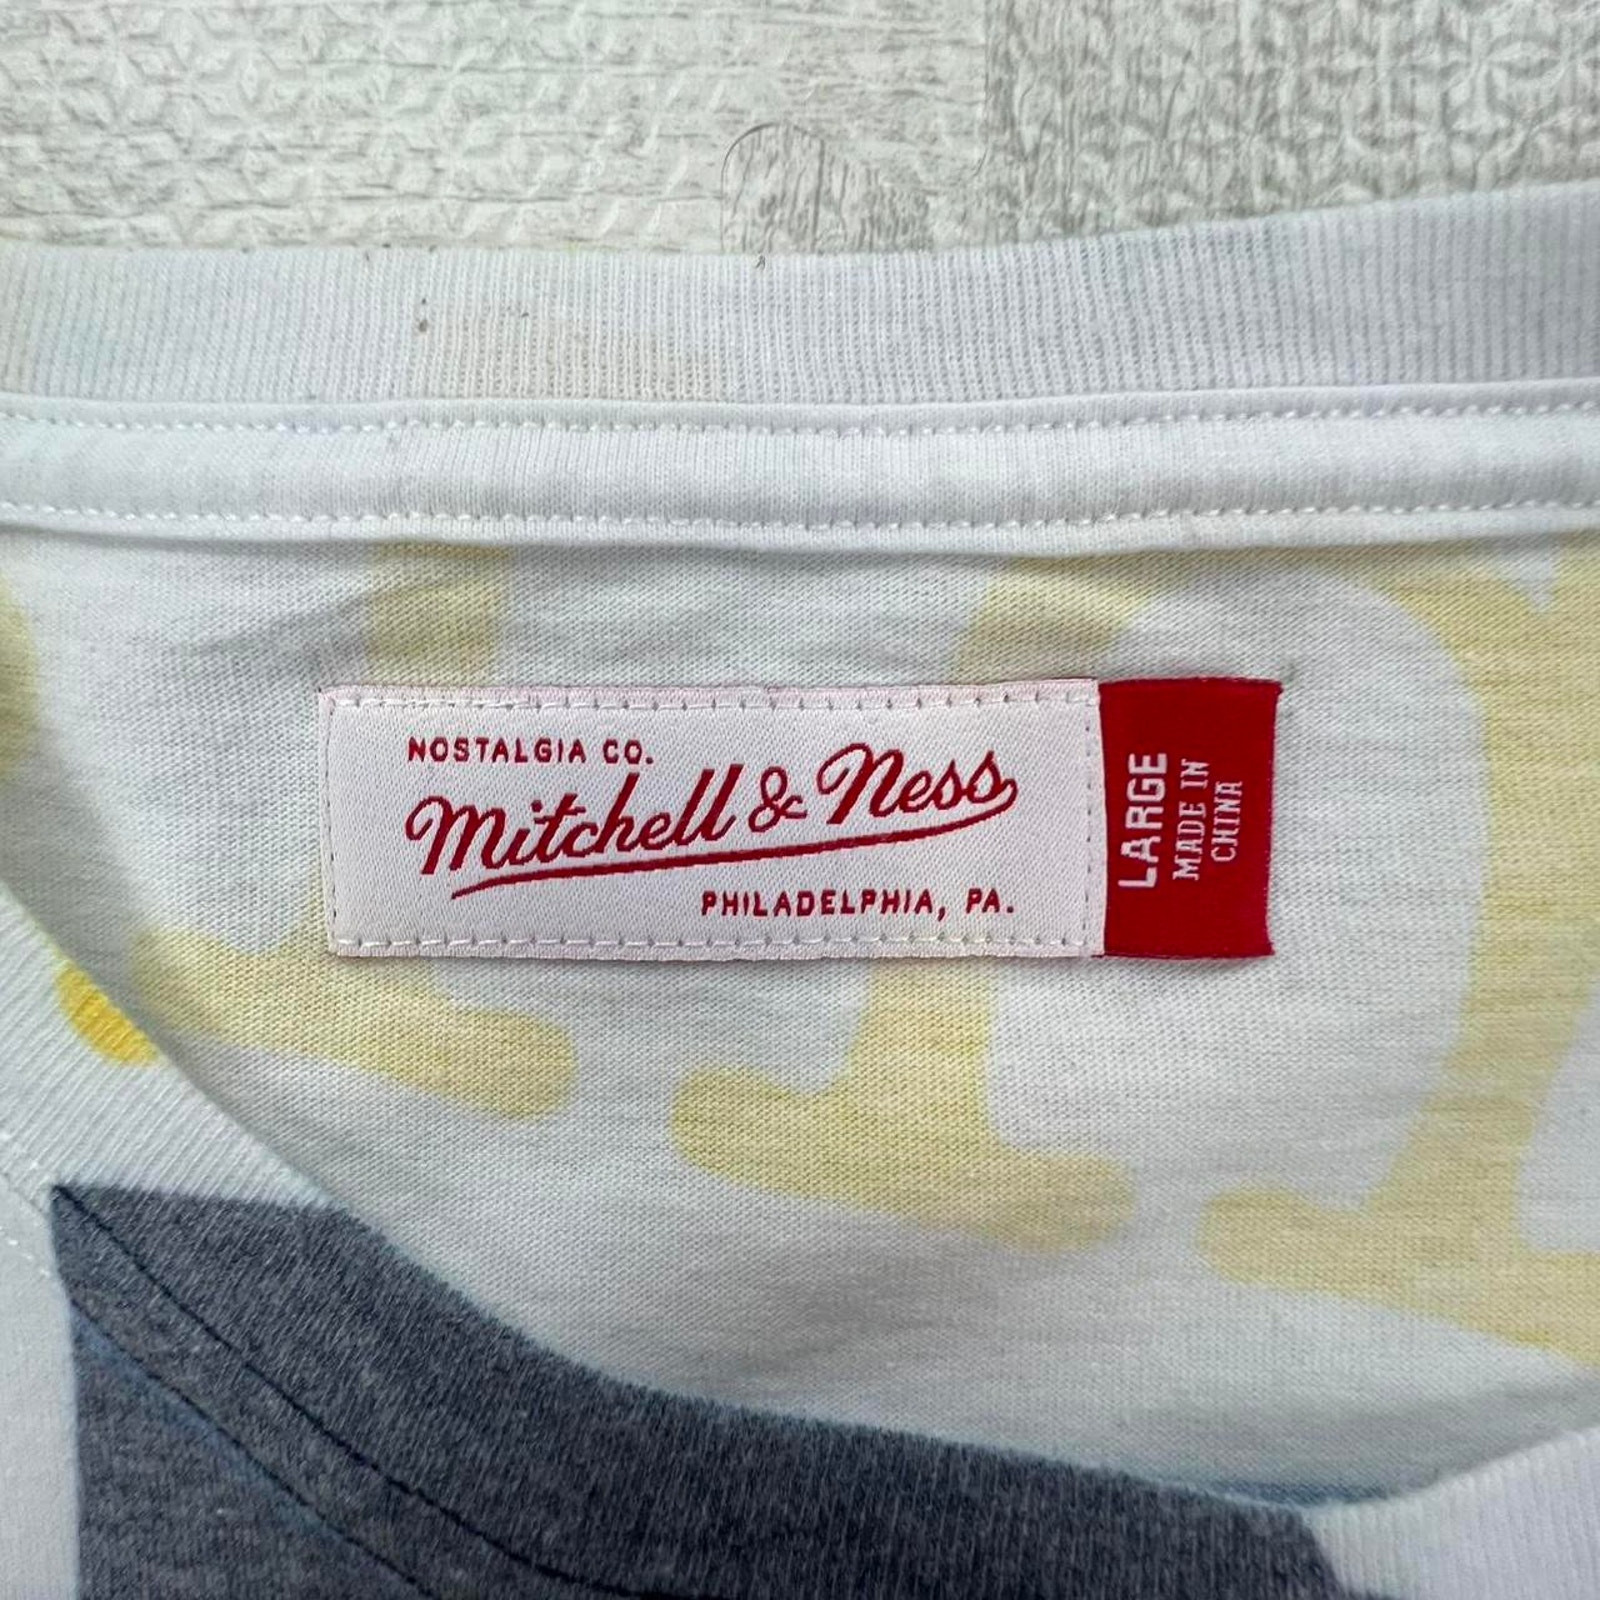 NOSTALGIA CO.
Mitchell & Ness
PHILADELPHIA, PA.
LARGE
MADE IN
CHINA